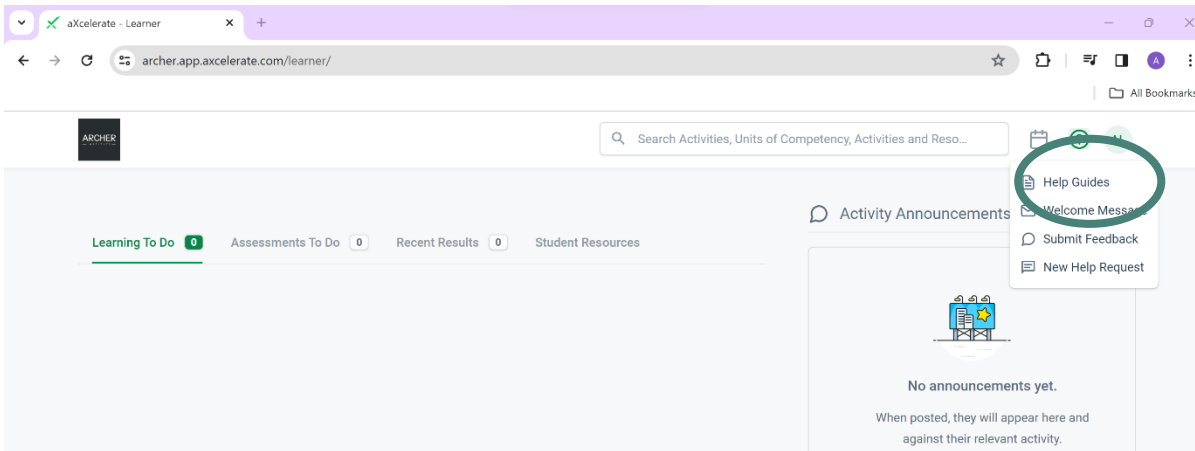 aXcelerate - Learner
archer.app.axcelerate.com/learner/
A
All Bookmarks
ARCHER
Search Activities, Units of Competency, Activities and Reso...
Help Guides
Welcome Message
Submit Feedback
New Help Request
Activity Announcements
Learning To Do 0 Assessments To Do 0 Recent Results 0 Student Resources
No announcements yet.
When posted, they will appear here and
against their relevant activity.